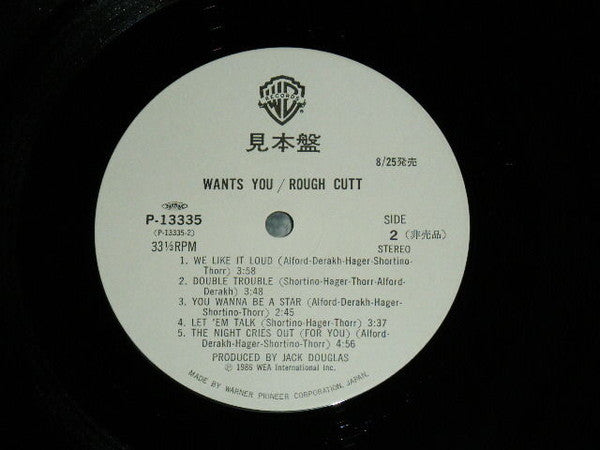 RECORDS
見本盤
8/25発売
WANTS YOU / ROUGH CUTT
P-13335
(P-13335-2)
33⅓RPM
SIDE
2 (非売品)
STEREO
1. WE LIKE IT LOUD (Alford-Derakh-Hager-Shortino-
Thorr) 3:58
2. DOUBLE TROUBLE (Shortino-Hager-Thorr-Alford-
Derakh) 3:48
3. YOU WANNA BE A STAR (Alford-Derakh-Hager-
Shortino-Thorr) 2:45
4. LET 'EM TALK (Shortino-Hager-Thorr) 3:37
5. THE NIGHT CRIES OUT (FOR YOU) (Alford-
Derakh-Hager-Shortino-Thorr) 4:56
PRODUCED BY JACK DOUGLAS
Ⓟ 1986 WEA International Inc.
MADE BY WARNER PIONEER CORPORATION, JAPAN.